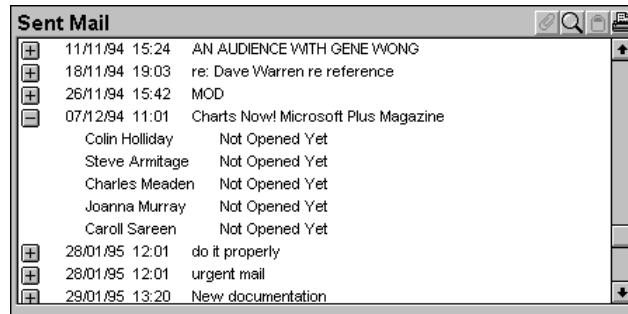 Sent Mail
11/11/94 15:24 AN AUDIENCE WITH GENE WONG
18/11/94 19:03 re: Dave Warren re reference
26/11/94 15:42 MOD
07/12/94 11:01 Charts Now! Microsoft Plus Magazine
Colin Holliday Not Opened Yet
Steve Armitage Not Opened Yet
Charles Meaden Not Opened Yet
Joanna Murray Not Opened Yet
Caroll Sareen Not Opened Yet
28/01/95 12:01 do it properly
28/01/95 12:01 urgent mail
29/01/95 13:20 New documentation